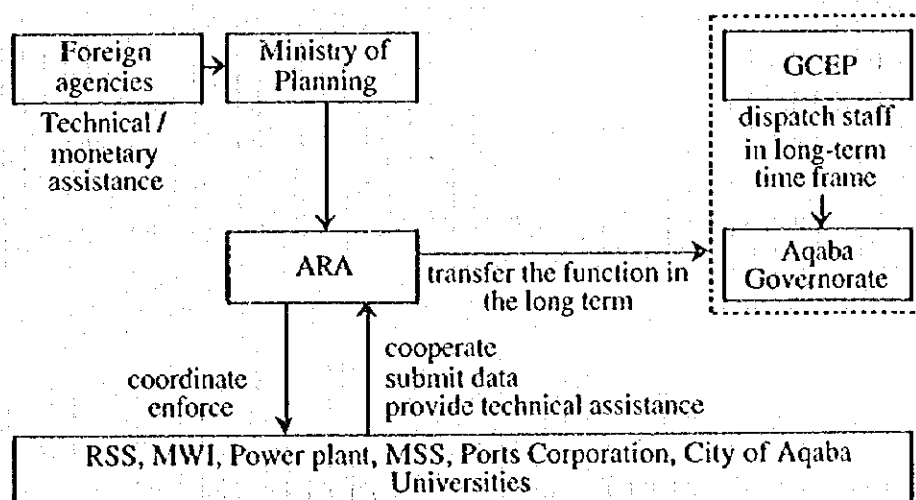 Foreign
agencies
Technical /
monetary
assistance
Ministry of
Planning
GCEP
dispatch staff
in long-term
time frame
Aqaba
Governorate
ARA
transfer the function in
the long term
coordinate
enforce
cooperate
submit data
provide technical assistance
RSS, MWI, Power plant, MSS, Ports Corporation, City of Aqaba
Universities